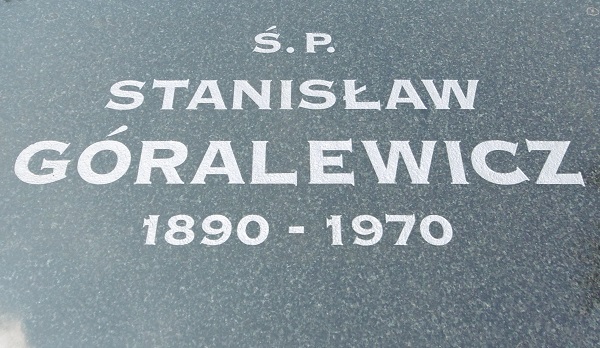 Ś. P.
STANISŁAW
GÓRALEWICZ
1890 - 1970